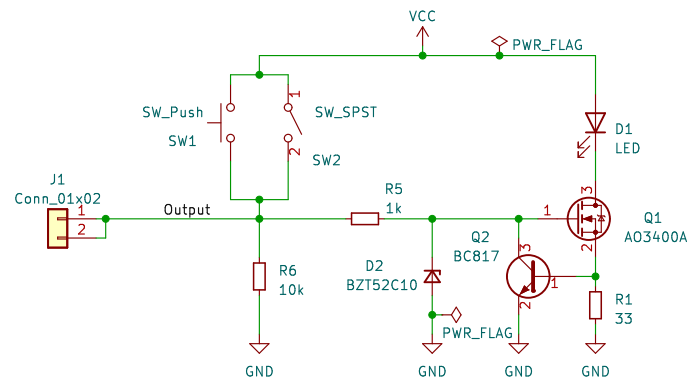 VCC
PWR_FLAG
SW_Push
1
SW_SPST
D1
SW1
2
LED
SW2
J1
Conn_01x02
R5
3
1
Output
1k
1
Q1
2
Q2
2
AO3400A
R6
D2
BC817
3
10k
BZT52C10
1
R1
2
33
PWR_FLAG
GND
GND
GND
GND